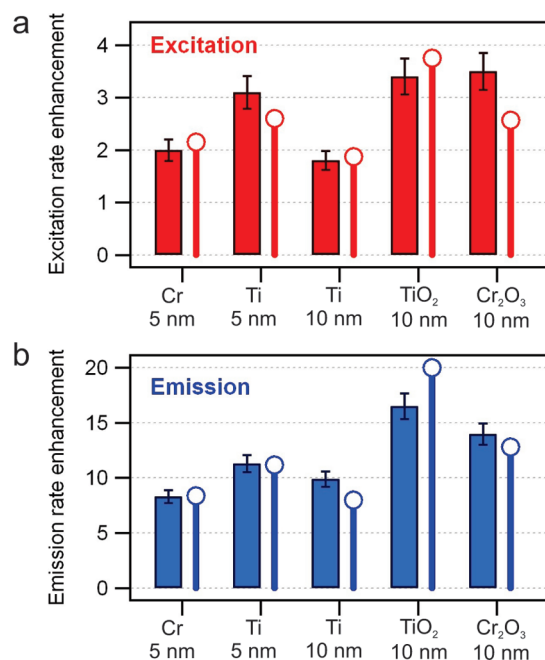 a
Excitation
Excitation rate enhancement
4
3
2
1
0
Cr
5 nm
Ti
5 nm
Ti
10 nm
TiO₂
10 nm
Cr₂O₃
10 nm
b
Emission
Emission rate enhancement
20
15
10
5
0
Cr
5 nm
Ti
5 nm
Ti
10 nm
TiO₂
10 nm
Cr₂O₃
10 nm